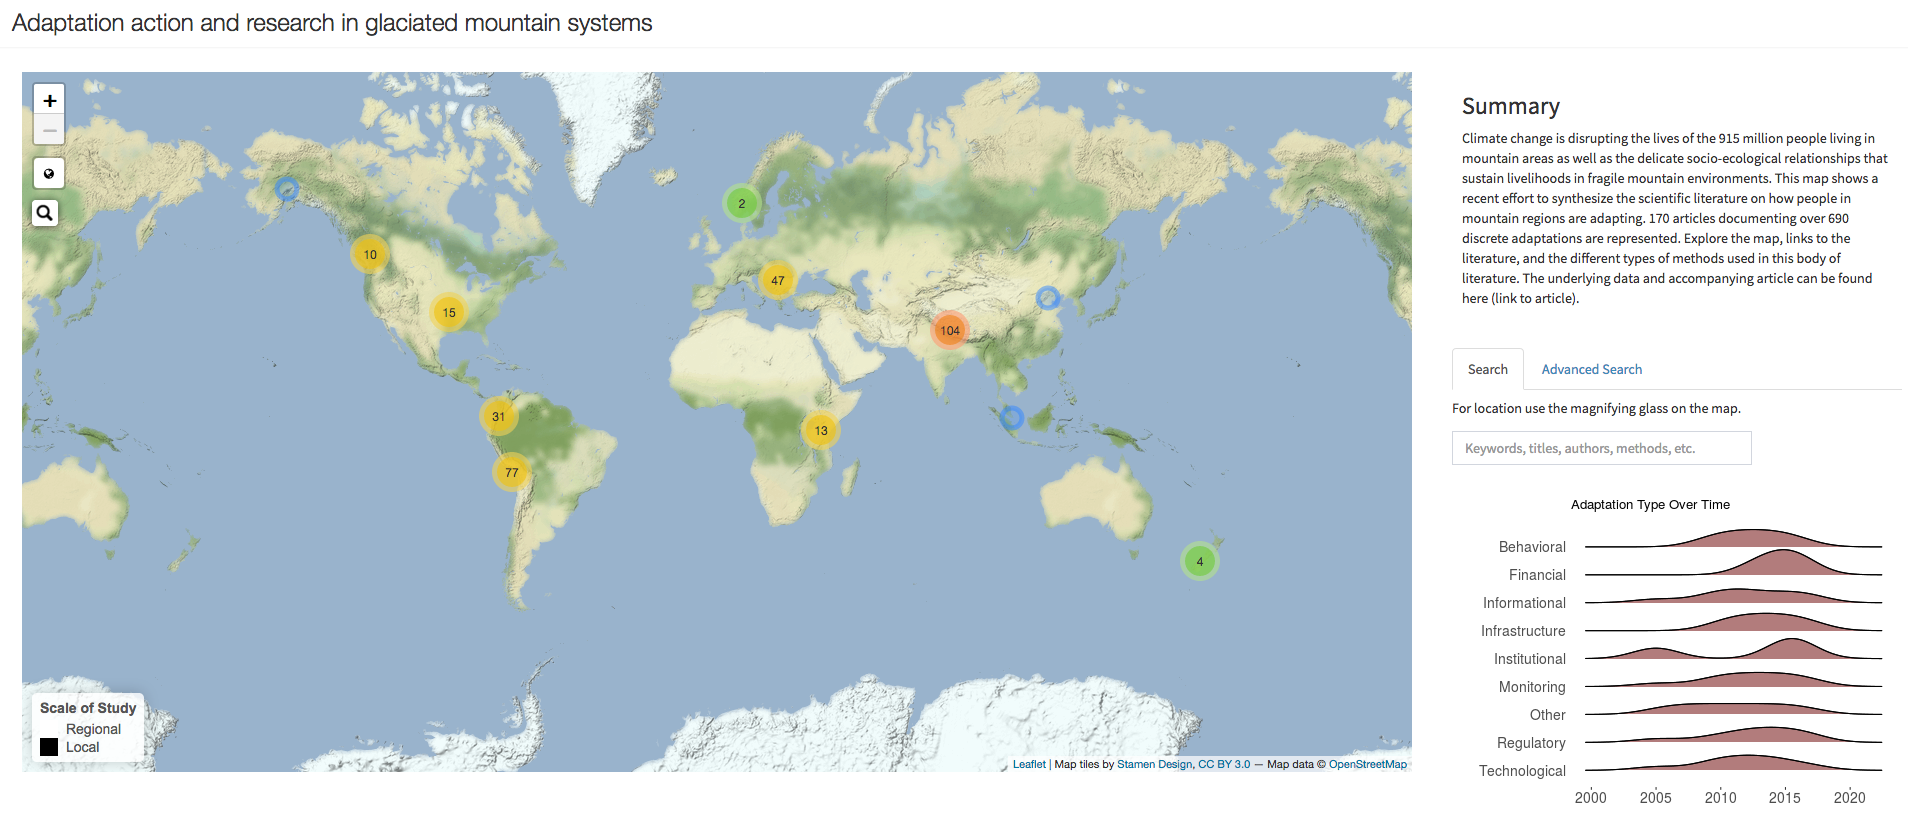 Adaptation action and research in glaciated mountain systems
+
−
2
10
47
15
104
31
13
77
4
Scale of Study
Regional
Local
Leaflet | Map tiles by Stamen Design, CC BY 3.0 — Map data © OpenStreetMap
Summary
Climate change is disrupting the lives of the 915 million people living in
mountain areas as well as the delicate socio-ecological relationships that
sustain livelihoods in fragile mountain environments. This map shows a
recent effort to synthesize the scientific literature on how people in
mountain regions are adapting. 170 articles documenting over 690
discrete adaptations are represented. Explore the map, links to the
literature, and the different types of methods used in this body of
literature. The underlying data and accompanying article can be found
here (link to article).
Search
Advanced Search
For location use the magnifying glass on the map.
Keywords, titles, authors, methods, etc.
Adaptation Type Over Time
Behavioral
Financial
Informational
Infrastructure
Institutional
Monitoring
Other
Regulatory
Technological
2000 2005 2010 2015 2020